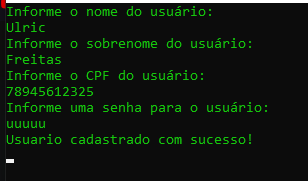 Informe o nome do usuário:
Ulric
Informe o sobrenome do usuário:
Freitas
Informe o CPF do usuário:
78945612325
Informe uma senha para o usuário:
uuuuu
Usuario cadastrado com sucesso!